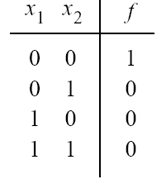 x₁ x₂ f
0 0 1
0 1 0
1 0 0
1 1 0